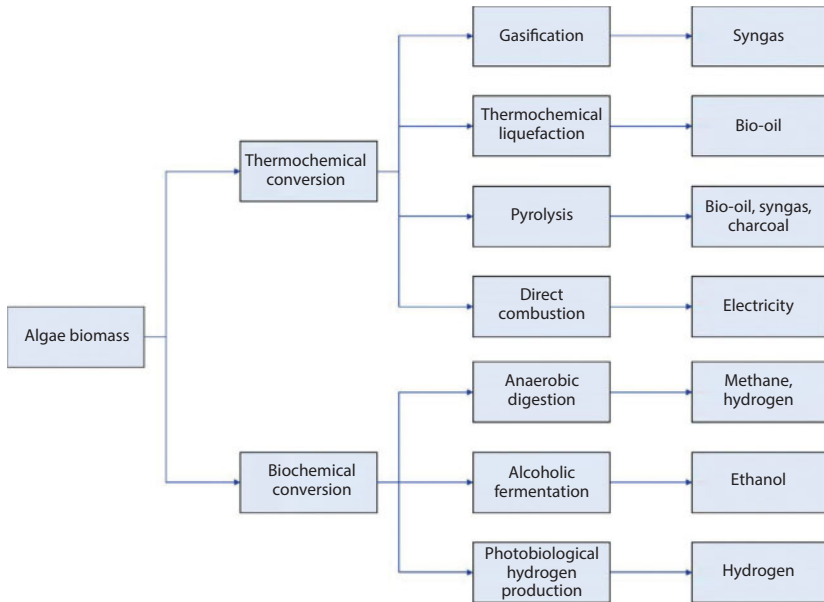 Gasification
Syngas
Thermochemical
liquefaction
Bio-oil
Thermochemical
conversion
Pyrolysis
Bio-oil, syngas,
charcoal
Direct
combustion
Electricity
Algae biomass
Anaerobic
digestion
Methane,
hydrogen
Biochemical
conversion
Alcoholic
fermentation
Ethanol
Photobiological
hydrogen
production
Hydrogen